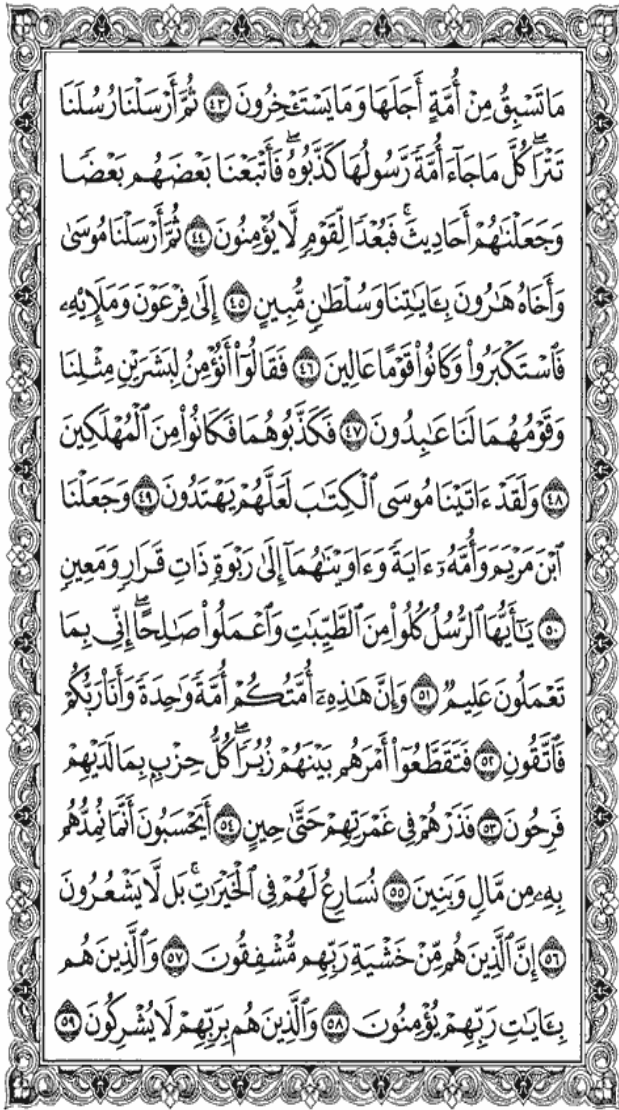 مَا تَسْبِقُ مِنْ أُمَّةٍ أَجَلَهَا وَمَا يَسْتَـْٔخِرُونَ ٤٣ ثُمَّ أَرْسَلْنَا رُسُلَنَا
تَتْرَاۖ كُلَّ مَا جَآءَ أُمَّةً رَّسُولُهَا كَذَّبُوهُۖ فَأَتْبَعْنَا بَعْضَهُم بَعْضًا
وَجَعَلْنَٰهُمْ أَحَادِيثَۚ فَبُعْدًا لِّقَوْمٍ لَّا يُؤْمِنُونَ ٤٤ ثُمَّ أَرْسَلْنَا مُوسَىٰ
وَأَخَاهُ هَٰرُونَ بِـَٔايَٰتِنَا وَسُلْطَٰنٍ مُّبِينٍ ٤٥ إِلَىٰ فِرْعَوْنَ وَمَلَإِي۟هِۦ
فَٱسْتَكْبَرُوا۟ وَكَانُوا۟ قَوْمًا عَالِينَ ٤٦ فَقَالُوٓا۟ أَنُؤْمِنُ لِبَشَرَيْنِ مِثْلِنَا
وَقَوْمُهُمَا لَنَا عَٰبِدُونَ ٤٧ فَكَذَّبُوهُمَا فَكَانُوا۟ مِنَ ٱلْمُهْلَكِينَ
٤٨ وَلَقَدْ ءَاتَيْنَا مُوسَى ٱلْكِتَٰبَ لَعَلَّهُمْ يَهْتَدُونَ ٤٩ وَجَعَلْنَا
ٱبْنَ مَرْيَمَ وَأُمَّهُۥٓ ءَايَةً وَءَاوَيْنَٰهُمَآ إِلَىٰ رَبْوَةٍ ذَاتِ قَرَارٍ وَمَعِينٍ
٥٠ يَٰٓأَيُّهَا ٱلرُّسُلُ كُلُوا۟ مِنَ ٱلطَّيِّبَٰتِ وَٱعْمَلُوا۟ صَٰلِحًاۖ إِنِّى بِمَا
تَعْمَلُونَ عَلِيمٌ ٥١ وَإِنَّ هَٰذِهِۦٓ أُمَّتُكُمْ أُمَّةً وَٰحِدَةً وَأَنَا۠ رَبُّكُمْ
فَٱتَّقُونِ ٥٢ فَتَقَطَّعُوٓا۟ أَمْرَهُم بَيْنَهُمْ زُبُرًاۖ كُلُّ حِزْبٍۭ بِمَا لَدَيْهِمْ
فَرِحُونَ ٥٣ فَذَرْهُمْ فِى غَمْرَتِهِمْ حَتَّىٰ حِينٍ ٥٤ أَيَحْسَبُونَ أَنَّمَا نُمِدُّهُم
بِهِۦ مِن مَّالٍ وَبَنِينَ ٥٥ نُسَارِعُ لَهُمْ فِى ٱلْخَيْرَٰتِۚ بَل لَّا يَشْعُرُونَ
٥٦ إِنَّ ٱلَّذِينَ هُم مِّنْ خَشْيَةِ رَبِّهِم مُّشْفِقُونَ ٥٧ وَٱلَّذِينَ هُم
بِـَٔايَٰتِ رَبِّهِمْ يُؤْمِنُونَ ٥٨ وَٱلَّذِينَ هُم بِرَبِّهِمْ لَا يُشْرِكُونَ ٥٩